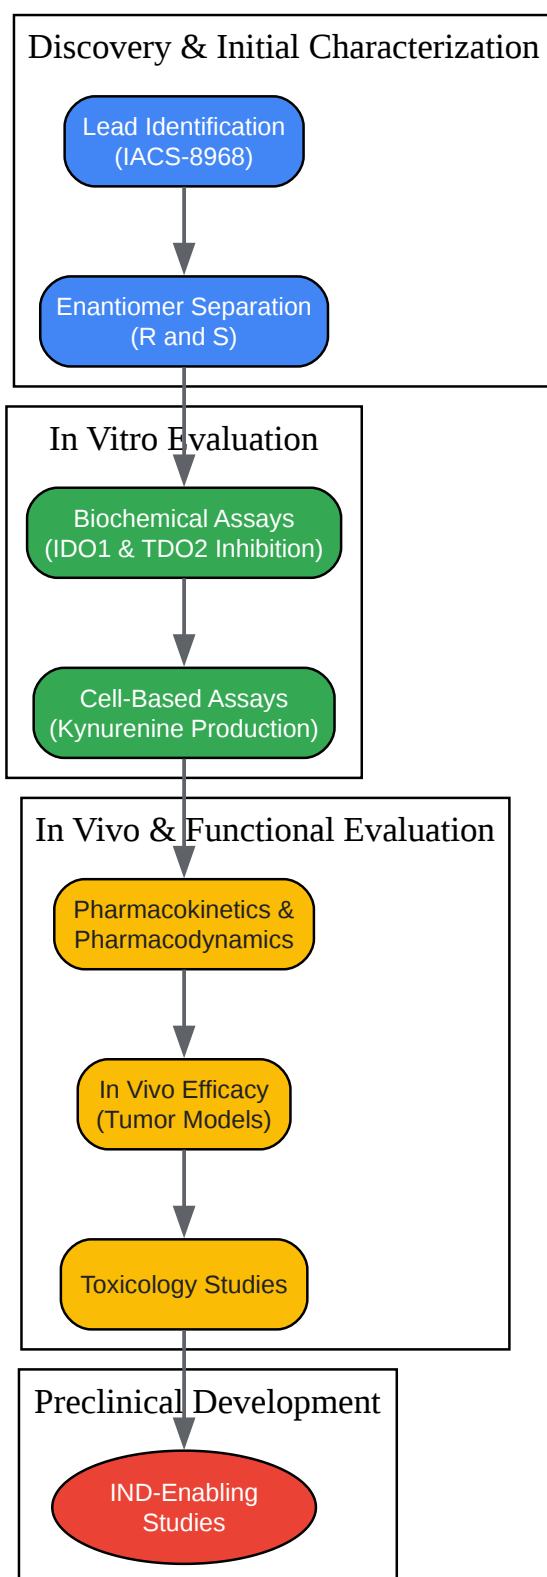 Discovery & Initial Characterization
Lead Identification
(IACS-8968)
Enantiomer Separation
(R and S)
In Vitro Evaluation
Biochemical Assays
(IDO1 & TDO2 Inhibition)
Cell-Based Assays
(Kynurenine Production)
In Vivo & Functional Evaluation
Pharmacokinetics &
Pharmacodynamics
In Vivo Efficacy
(Tumor Models)
Toxicology Studies
Preclinical Development
IND-Enabling
Studies